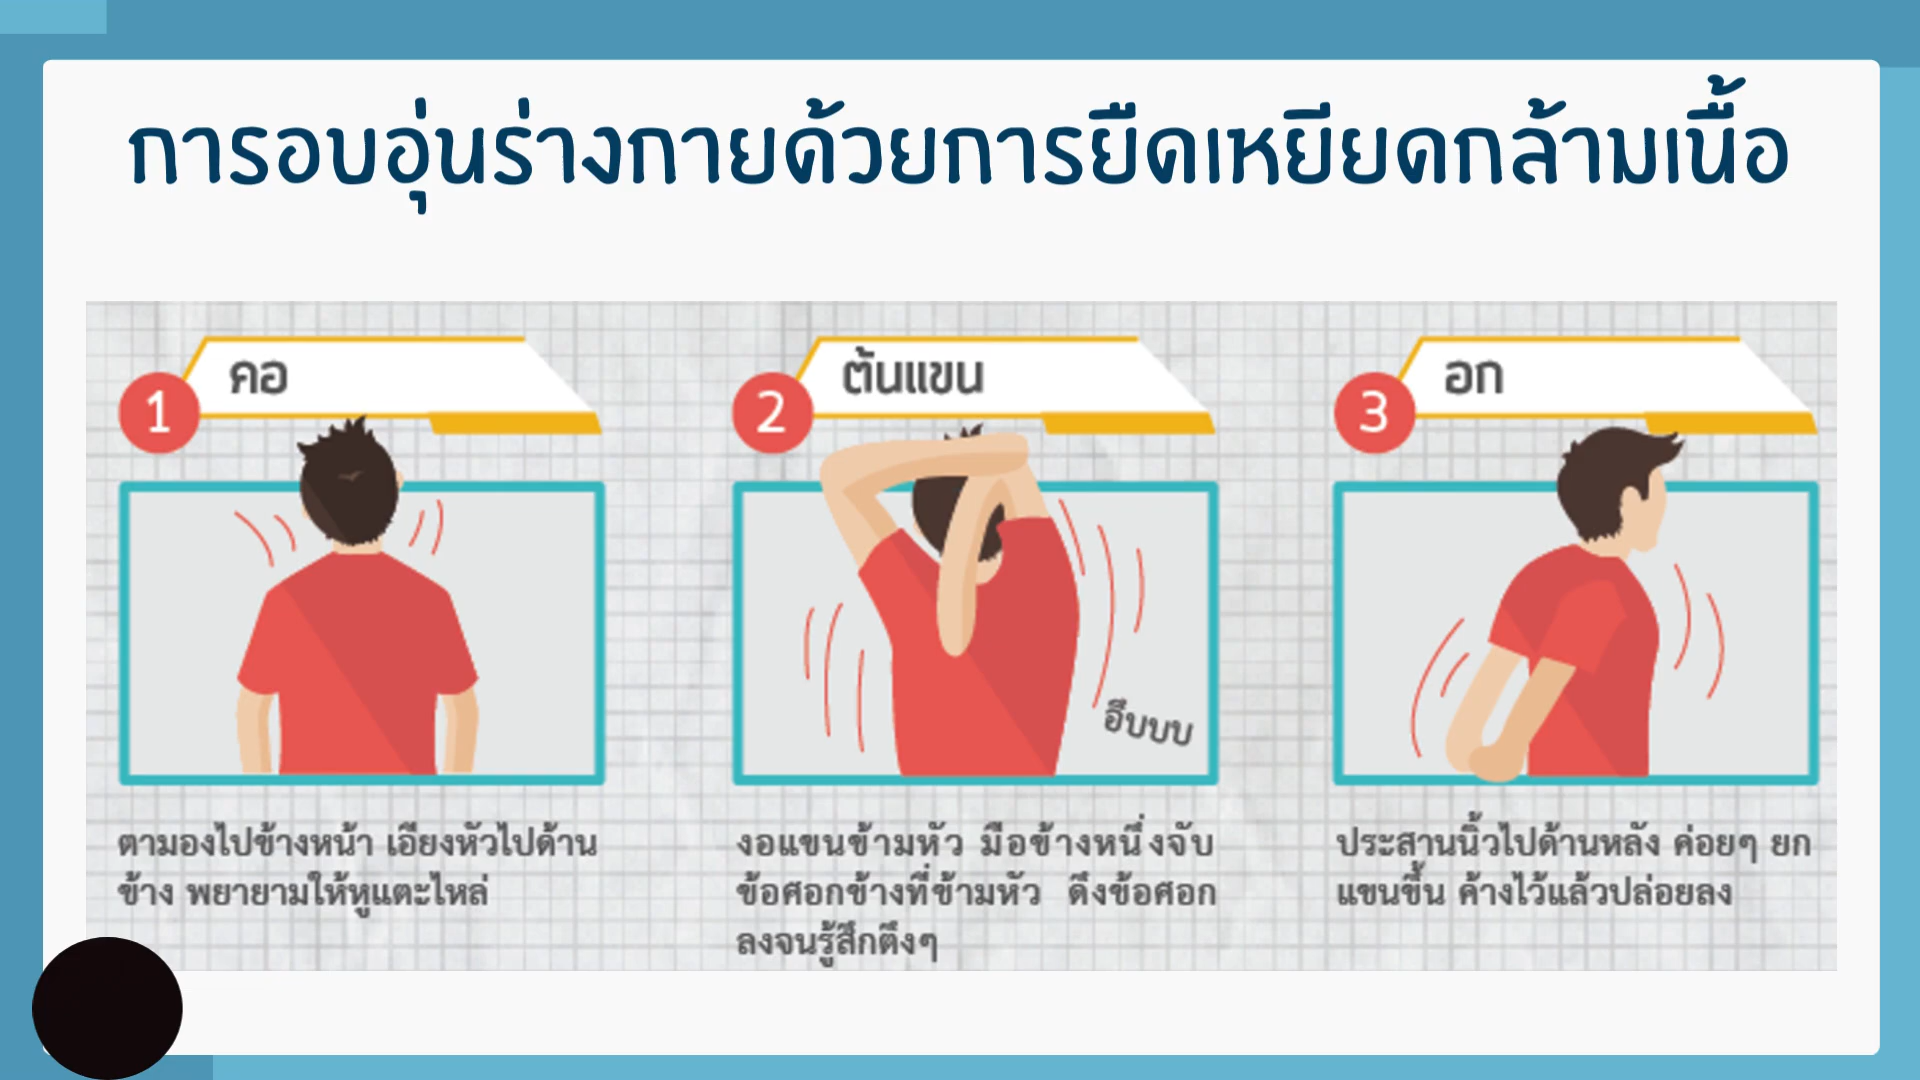 การอบอุ่นร่างกายด้วยการยืดเหยียดกล้ามเนื้อ
1 คอ
ตามองไปข้างหน้า เอียงหัวไปด้าน
ข้าง พยายามให้หูแตะไหล่
2 ต้นแขน
อึบบบ
งอแขนข้ามหัว มือข้างหนึ่งจับ
ข้อศอกข้างที่ข้ามหัว ดึงข้อศอก
ลงจนรู้สึกตึงๆ
3 อก
ประสานนิ้วไปด้านหลัง ค่อยๆ ยก
แขนขึ้น ค้างไว้แล้วปล่อยลง